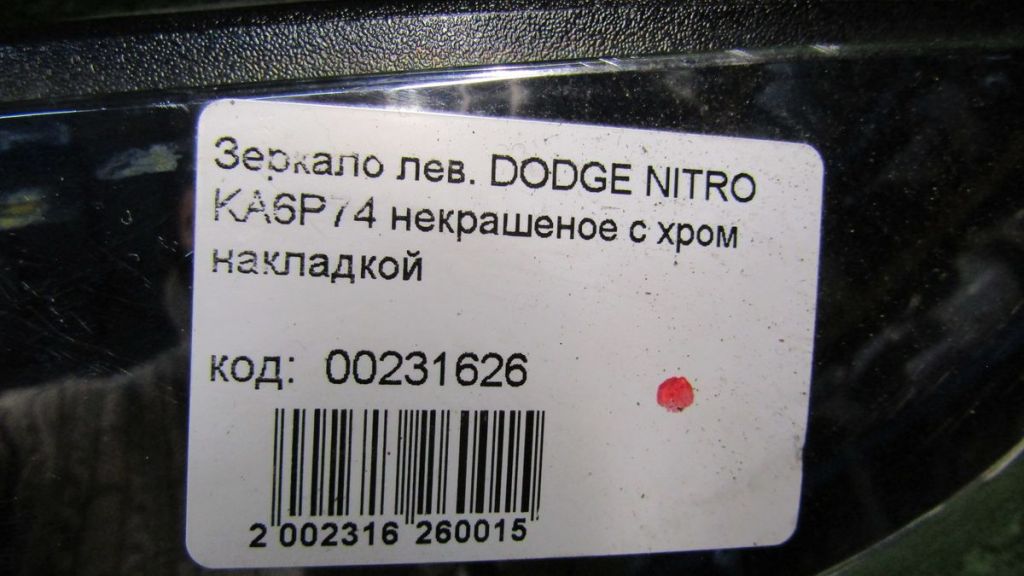 Зеркало лев. DODGE NITRO
KA6P74 некрашеное с хром
накладкой
код: 00231626
2 002316 260015